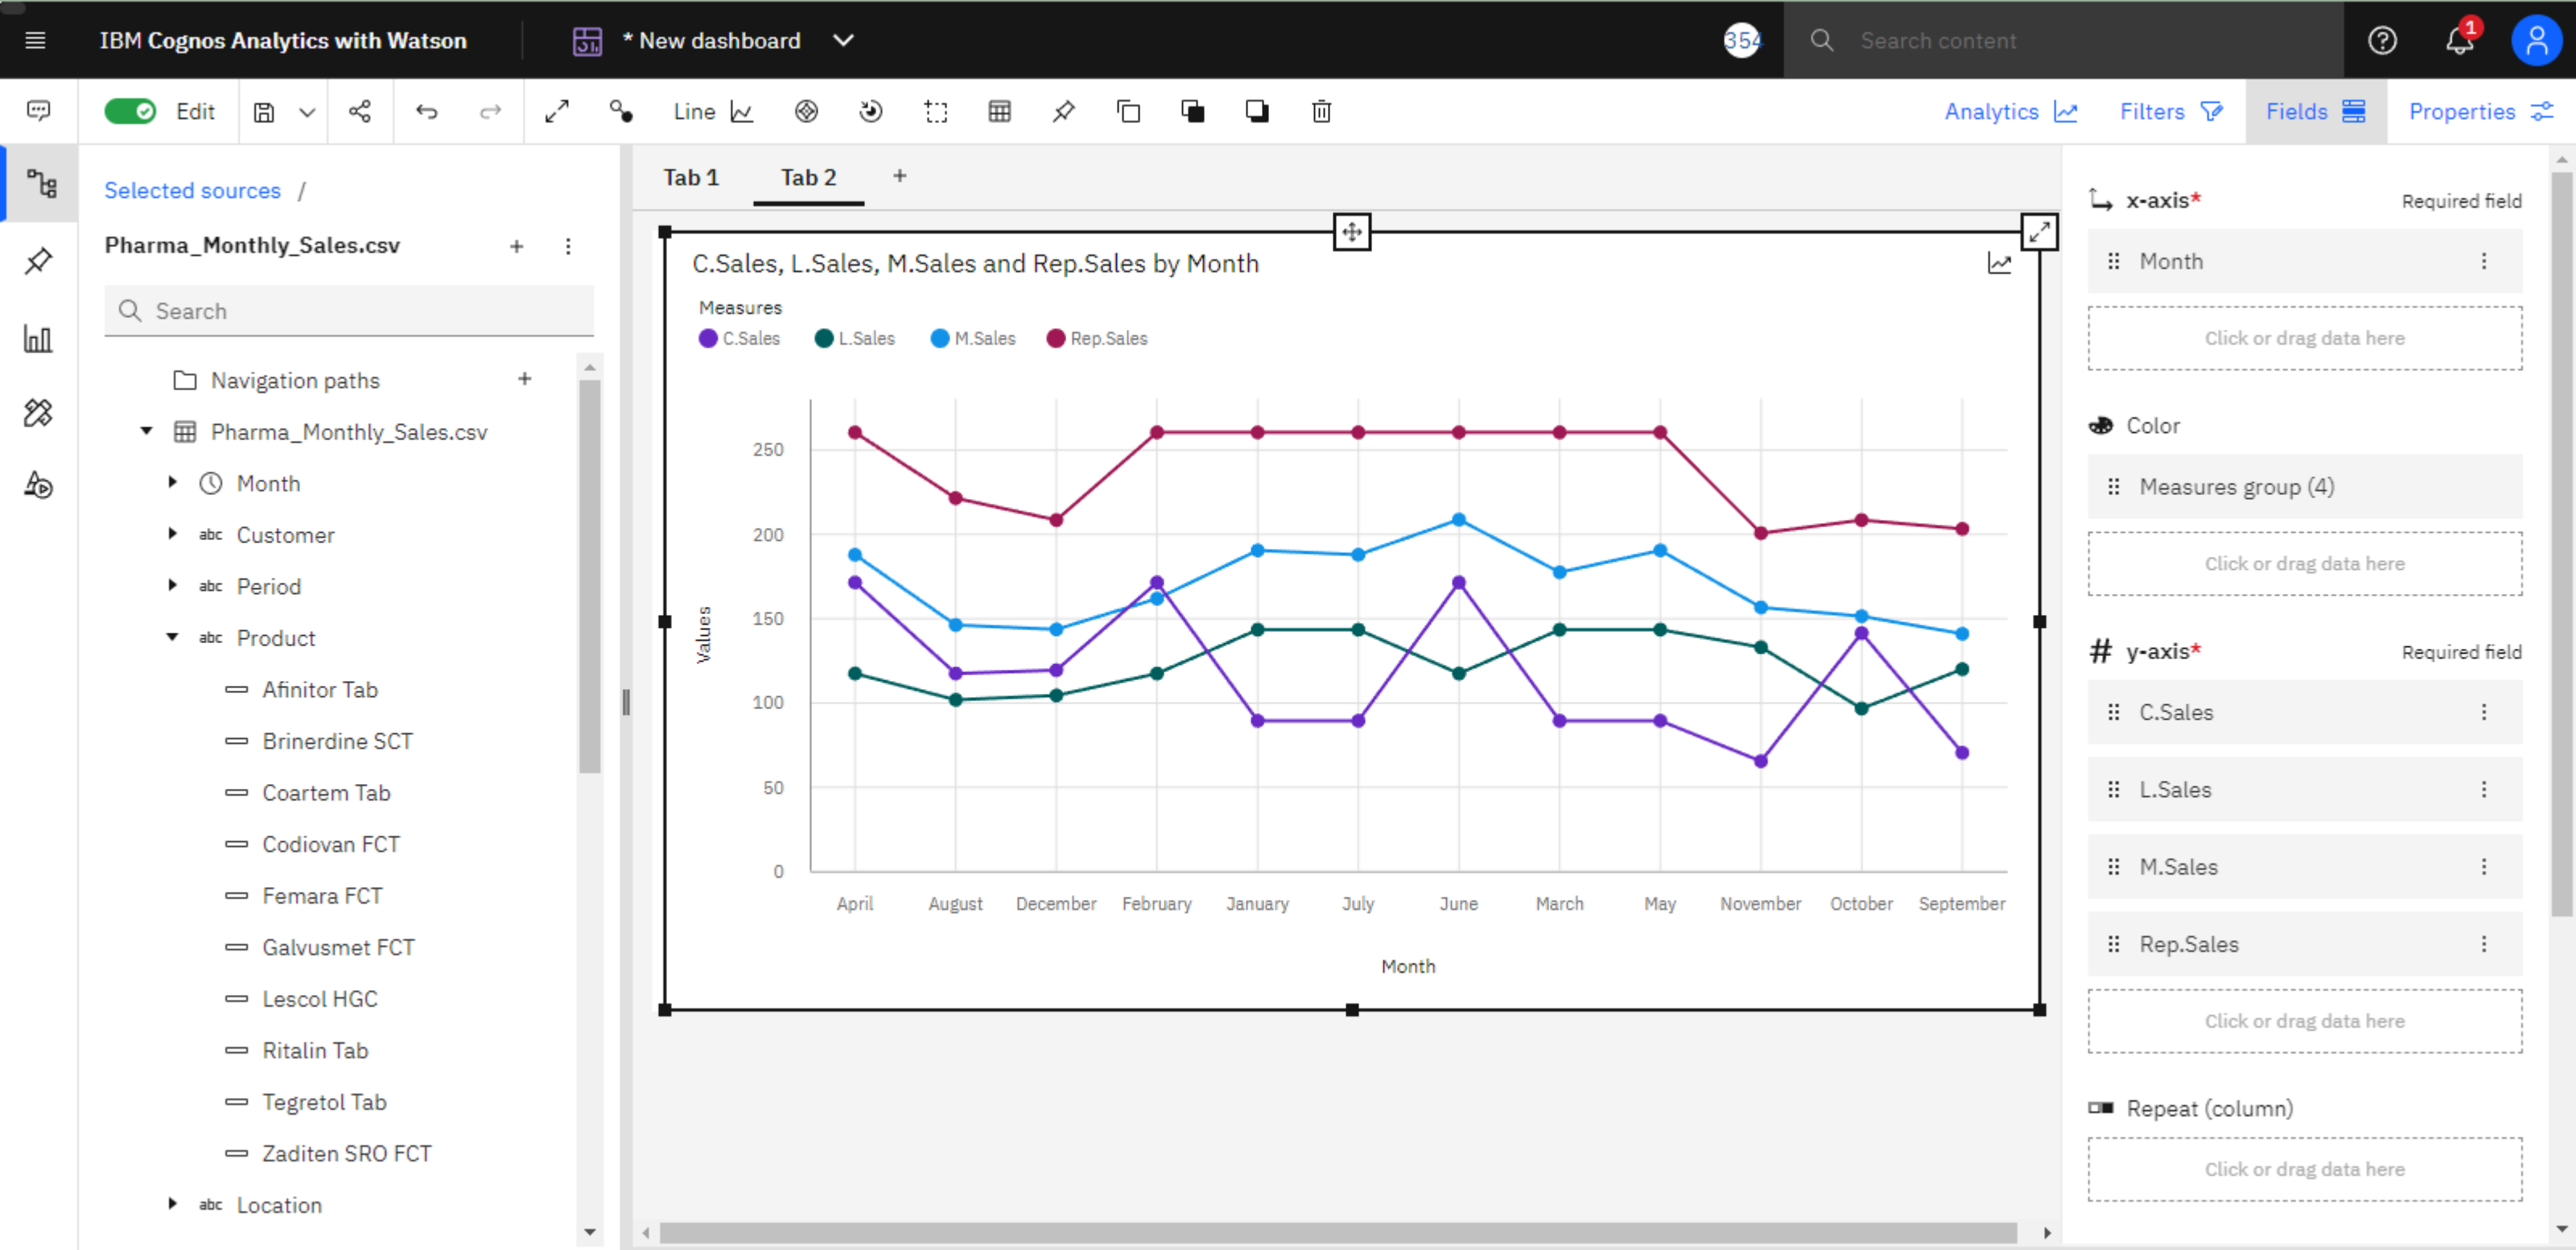 IBM Cognos Analytics with Watson
* New dashboard
354
Search content
1
Edit
Line
Analytics
Filters
Fields
Properties
Selected sources /
Pharma_Monthly_Sales.csv
Search
Navigation paths
Pharma_Monthly_Sales.csv
Month
abc Customer
abc Period
abc Product
Afinitor Tab
Brinerdine SCT
Coartem Tab
Codiovan FCT
Femara FCT
Galvusmet FCT
Lescol HGC
Ritalin Tab
Tegretol Tab
Zaditen SRO FCT
abc Location
Tab 1
Tab 2
C.Sales, L.Sales, M.Sales and Rep.Sales by Month
Measures
C.Sales L.Sales M.Sales Rep.Sales
Values
250
200
150
100
50
0
April August December February January July June March May November October September
Month
x-axis* Required field
Month
Click or drag data here
Color
Measures group (4)
Click or drag data here
# y-axis* Required field
C.Sales
L.Sales
M.Sales
Rep.Sales
Click or drag data here
Repeat (column)
Click or drag data here